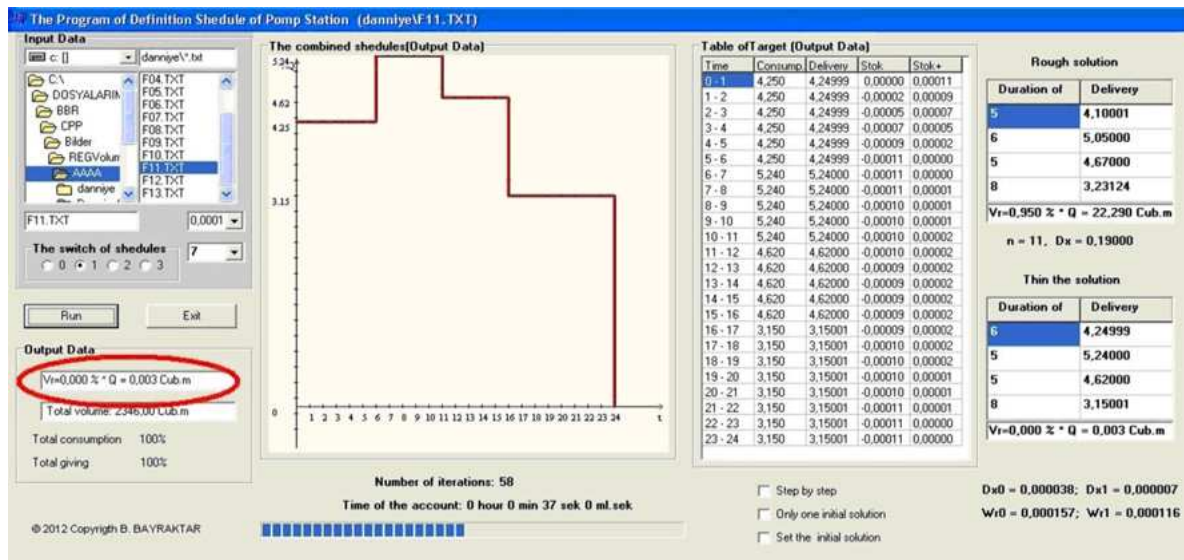 The Program of Definition Shedule of Pomp Station (danniye\F11.TXT)
Input Data
c: []
danniye\*.txt
C:\
DOSYALARIM
BBR
CPP
Bilder
REGVolum
AAAA
danniye
F04.TXT
F05.TXT
F06.TXT
F07.TXT
F08.TXT
F09.TXT
F10.TXT
F11.TXT
F12.TXT
F13.TXT
F11.TXT
0,0001
The switch of shedules
0 1 2 3
7
Run
Exit
Output Data
Vr=0,000 % * Q = 0,003 Cub.m
Total volume: 2346,00 Cub.m
Total consumption 100%
Total giving 100%
© 2012 Copyrigth B. BAYRAKTAR
The combined shedules(Output Data)
5.24
4.62
4.25
3.15
0
1 2 3 4 5 6 7 8 9 10 11 12 13 14 15 16 17 18 19 20 21 22 23 24 t
Number of iterations: 58
Time of the account: 0 hour 0 min 37 sek 0 ml.sek
Table ofTarget (Output Data)
Time Consump. Delivery Stok Stok+
0 - 1 4,250 4,24999 0,00000 0,00011
1 - 2 4,250 4,24999 -0,00002 0,00009
2 - 3 4,250 4,24999 -0,00005 0,00007
3 - 4 4,250 4,24999 -0,00007 0,00005
4 - 5 4,250 4,24999 -0,00009 0,00002
5 - 6 4,250 4,24999 -0,00011 0,00000
6 - 7 5,240 5,24000 -0,00011 0,00000
7 - 8 5,240 5,24000 -0,00011 0,00001
8 - 9 5,240 5,24000 -0,00010 0,00001
9 - 10 5,240 5,24000 -0,00010 0,00001
10 - 11 5,240 5,24000 -0,00010 0,00002
11 - 12 4,620 4,62000 -0,00010 0,00002
12 - 13 4,620 4,62000 -0,00009 0,00002
13 - 14 4,620 4,62000 -0,00009 0,00002
14 - 15 4,620 4,62000 -0,00009 0,00002
15 - 16 4,620 4,62000 -0,00009 0,00002
16 - 17 3,150 3,15001 -0,00009 0,00002
17 - 18 3,150 3,15001 -0,00010 0,00002
18 - 19 3,150 3,15001 -0,00010 0,00002
19 - 20 3,150 3,15001 -0,00010 0,00001
20 - 21 3,150 3,15001 -0,00010 0,00001
21 - 22 3,150 3,15001 -0,00011 0,00001
22 - 23 3,150 3,15001 -0,00011 0,00000
23 - 24 3,150 3,15001 -0,00011 0,00000
Step by step
Only one initial solution
Set the initial solution
Rough solution
Duration of Delivery
5 4,10001
6 5,05000
5 4,67000
8 3,23124
Vr=0,950 % * Q = 22,290 Cub.m
n = 11, Dx = 0,19000
Thin the solution
Duration of Delivery
6 4,24999
5 5,24000
5 4,62000
8 3,15001
Vr=0,000 % * Q = 0,003 Cub.m
Dx0 = 0,000038; Dx1 = 0,000007
Wr0 = 0,000157; Wr1 = 0,000116